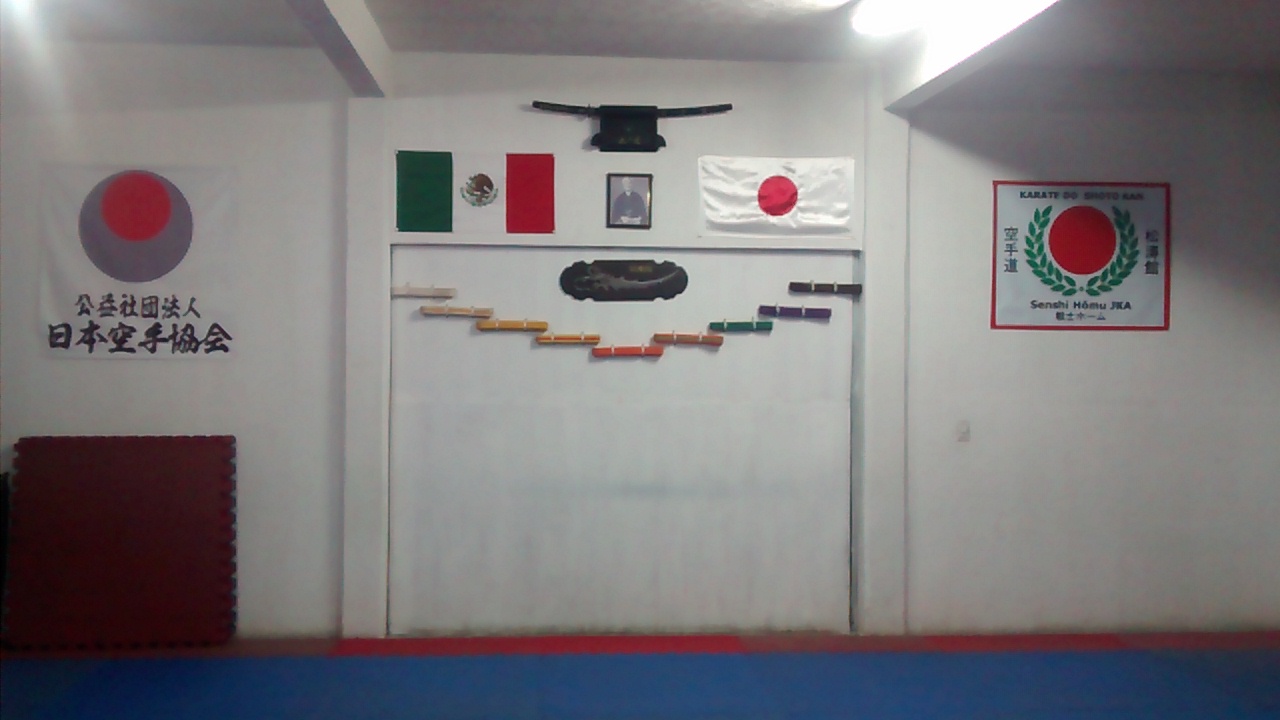 公益社団法人
日本空手協会
KARATE DO SHOTO KAN
空手道
松濤館
Senshi Hōmu JKA
戦士ホーム